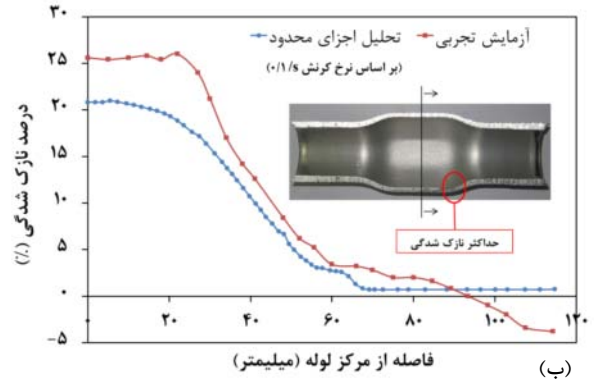 آزمایش تجربی
تحلیل اجزای محدود
(بر اساس نرخ کرنش ۰/۱/s)
درصد نازک شدگی (%)
۳۰
۲۵
۲۰
۱۵
۱۰
۵
۰
-۵
حداکثر نازک شدگی
۰ ۲۰ ۴۰ ۶۰ ۸۰ ۱۰۰ ۱۲۰
فاصله از مرکز لوله (میلیمتر)
(ب)